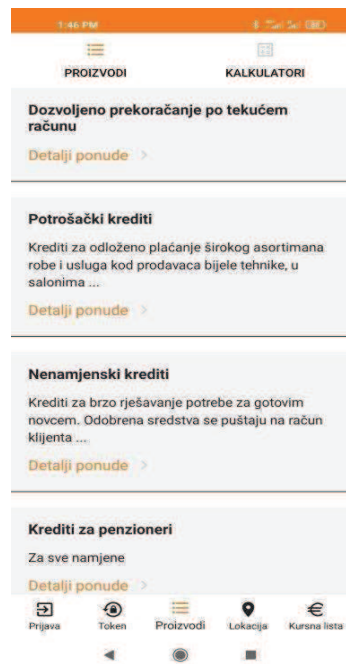 1:46 PM
PROIZVODI KALKULATORI
Dozvoljeno prekoračanje po tekućem
računu
Detalji ponude >
Potrošački krediti
Krediti za odloženo plaćanje širokog asortimana
robe i usluga kod prodavaca bijele tehnike, u
salonima ...
Detalji ponude >
Nenamjenski krediti
Krediti za brzo rješavanje potrebe za gotovim
novcem. Odobrena sredstva se puštaju na račun
klijenta ...
Detalji ponude >
Krediti za penzioneri
Za sve namjene
Detalji ponude >
Prijava Token Proizvodi Lokacija Kursna lista